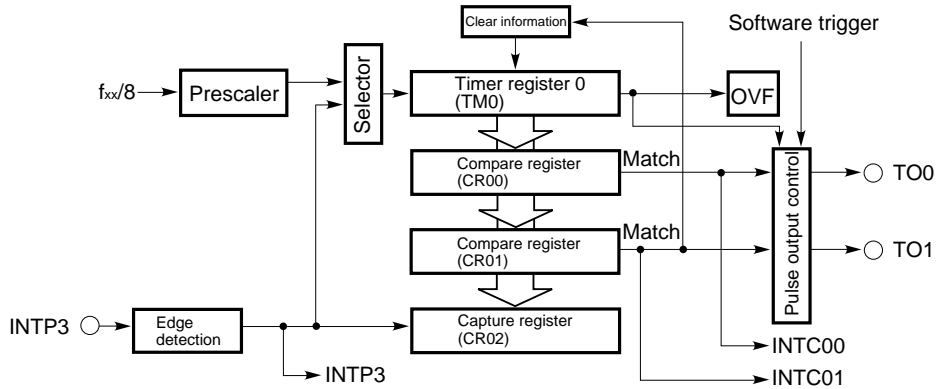 Clear information
Software trigger
fxx/8
Prescaler
Selector
Timer register 0
(TM0)
OVF
Compare register
(CR00)
Match
Pulse output control
TO0
Compare register
(CR01)
Match
TO1
INTP3
Edge
detection
Capture register
(CR02)
INTC00
INTP3
INTC01